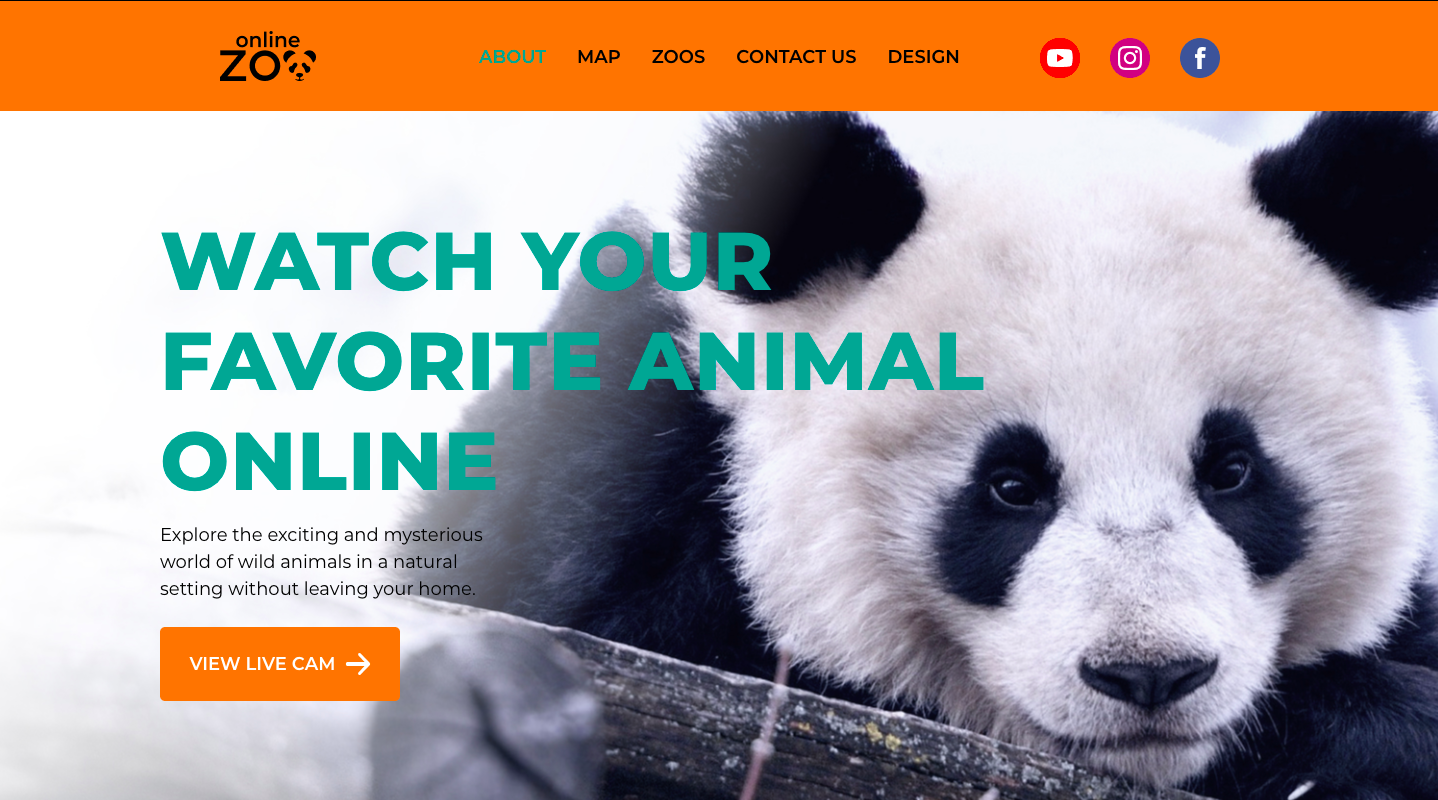 online
ZOO
ABOUT MAP ZOOS CONTACT US DESIGN
WATCH YOUR
FAVORITE ANIMAL
ONLINE
Explore the exciting and mysterious
world of wild animals in a natural
setting without leaving your home.
VIEW LIVE CAM